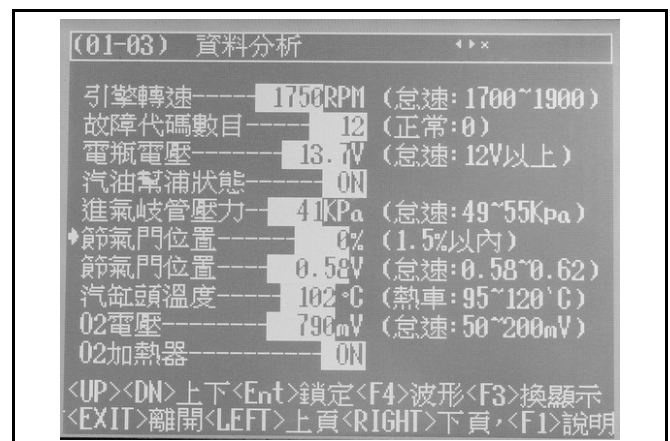 (01-03) 資料分析
引擎轉速-----1750RPM (怠速:1700~1900)
故障代碼數目----12 (正常:0)
電瓶電壓------13.7V (怠速:12V以上)
汽油幫浦狀態-----ON
進氣岐管壓力--41KPa (怠速:49~55Kpa)
節氣門位置-----0% (1.5%以內)
節氣門位置----0.58V (怠速:0.58~0.62)
汽缸頭溫度----102°C (熱車:95~120`C)
O2電壓-------790mV (怠速:50~200mV)
O2加熱器--------ON
<UP><DN>上下<Ent>鎖定<F4>波形<F3>換顯示
<EXIT>離開<LEFT>上頁<RIGHT>下頁,<F1>說明